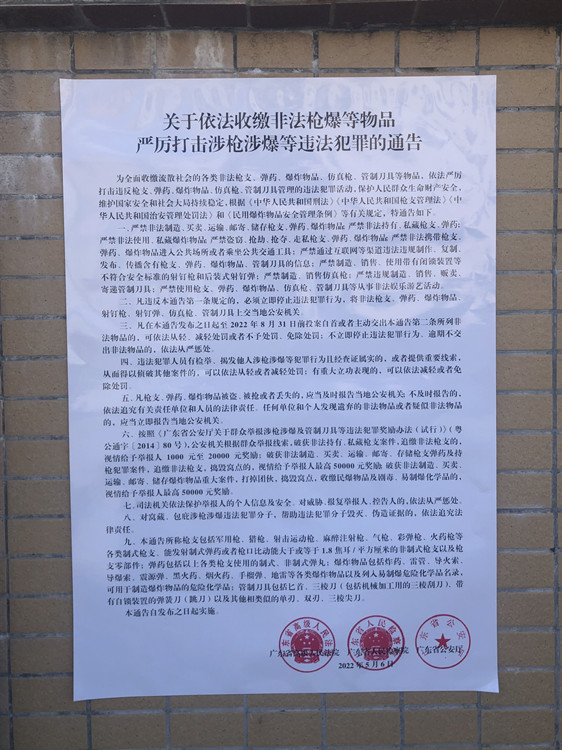 关于依法收缴非法枪爆等物品
严厉打击涉枪涉爆等违法犯罪的通告
为全面收缴流散社会的各类非法枪支、弹药、爆炸物品、仿真枪、管制刀具等物品，依法严厉
打击违反枪支、弹药、爆炸物品、仿真枪、管制刀具管理的违法犯罪活动，保护人民群众生命财产安全，
维护国家安全和社会大局持续稳定，根据《中华人民共和国刑法》《中华人民共和国枪支管理法》《中
华人民共和国治安管理处罚法》和《民用爆炸物品安全管理条例》等有关规定，特通告如下。
一、严禁非法制造、买卖、运输、邮寄、储存枪支、弹药、爆炸物品；严禁非法持有、私藏枪支、弹药；
严禁非法使用、私藏爆炸物品；严禁盗窃、抢劫、抢夺、走私枪支、弹药、爆炸物品；严禁非法携带枪支、
弹药、爆炸物品进入公共场所或者乘坐公共交通工具；严禁通过互联网等渠道违法违规制作、复制、
发布、传播含有枪支、弹药、爆炸物品、管制刀具的信息；严禁制造、销售、使用带有自锁装置等
不符合安全标准的射钉枪和后装式射钉弹；严禁制造、销售仿真枪；严禁违规制造、销售、贩卖、
寄递管制刀具；严禁使用枪支、弹药、爆炸物品、仿真枪、管制刀具等从事非法娱乐游艺活动。
二、凡违反本通告第一条规定的，必须立即停止违法犯罪行为，将非法枪支、弹药、爆炸物品、
射钉枪、射钉弹、仿真枪、管制刀具上交当地公安机关。
三、凡在本通告发布之日起至 2022 年 8 月 31 日前投案自首或者主动交出本通告第二条所列非
法物品的，可依法从轻、减轻处罚或者不予处罚、免除处罚；不立即停止违法犯罪行为、逾期不交
出非法物品的，依法从严惩处。
四、违法犯罪人员有检举、揭发他人涉枪涉爆等犯罪行为且经查证属实的，或者提供重要线索，
从而得以侦破其他案件的，可以依法从轻或者减轻处罚；有重大立功表现的，可以依法减轻或者免
除处罚。
五、凡枪支、弹药、爆炸物品被盗、被抢或者丢失的，应当及时报告当地公安机关；不及时报告的，
依法追究有关责任单位和人员的法律责任。任何单位和个人发现遗弃的非法物品或者疑似非法物品
的，应当立即报告当地公安机关。
六、按照《广东省公安厅关于群众举报涉枪涉爆及管制刀具等违法犯罪奖励办法（试行）》（粤
公通字〔2014〕80 号），公安机关根据群众举报线索，破获非法持有、私藏枪支案件，追缴非法枪支的，
视情给予举报人 1000 元至 20000 元奖励；破获非法制造、买卖、运输、邮寄、存储枪支弹药及持
枪犯罪案件，追缴非法枪支，捣毁窝点的，视情给予举报人最高 50000 元奖励；破获非法制造、买卖、
运输、邮寄、储存爆炸物品重大案件，打掉团伙，捣毁窝点，收缴民爆物品及剧毒、易制爆化学品的，
视情给予举报人最高 50000 元奖励。
七、司法机关依法保护举报人的个人信息及安全。对威胁、报复举报人、控告人的，依法从严惩处。
八、对窝藏、包庇涉枪涉爆违法犯罪分子，帮助违法犯罪分子毁灭、伪造证据的，依法追究法
律责任。
九、本通告所称枪支包括军用枪、猎枪、射击运动枪、麻醉注射枪、气枪、彩弹枪、火药枪等
各类制式枪支、能发射制式弹药或者枪口比动能大于或等于 1.8 焦耳/平方厘米的非制式枪支以及枪
支零部件；弹药包括以上各类枪支使用的制式、非制式弹丸；爆炸物品包括炸药、雷管、导火索、
导爆索、震源弹、黑火药、烟火药、手榴弹、地雷等各类爆炸物品以及列入易制爆危险化学品名录，
可用于制造爆炸物品的危险化学品；管制刀具包括匕首、三棱刀（包括机械加工用的三棱刮刀）、带
有自锁装置的弹簧刀（跳刀）以及其他相类似的单刃、双刃、三棱尖刀。
本通告自发布之日起实施。
广东省高级人民法院 广东省人民检察院 广东省公安厅
2022 年 5 月 6 日